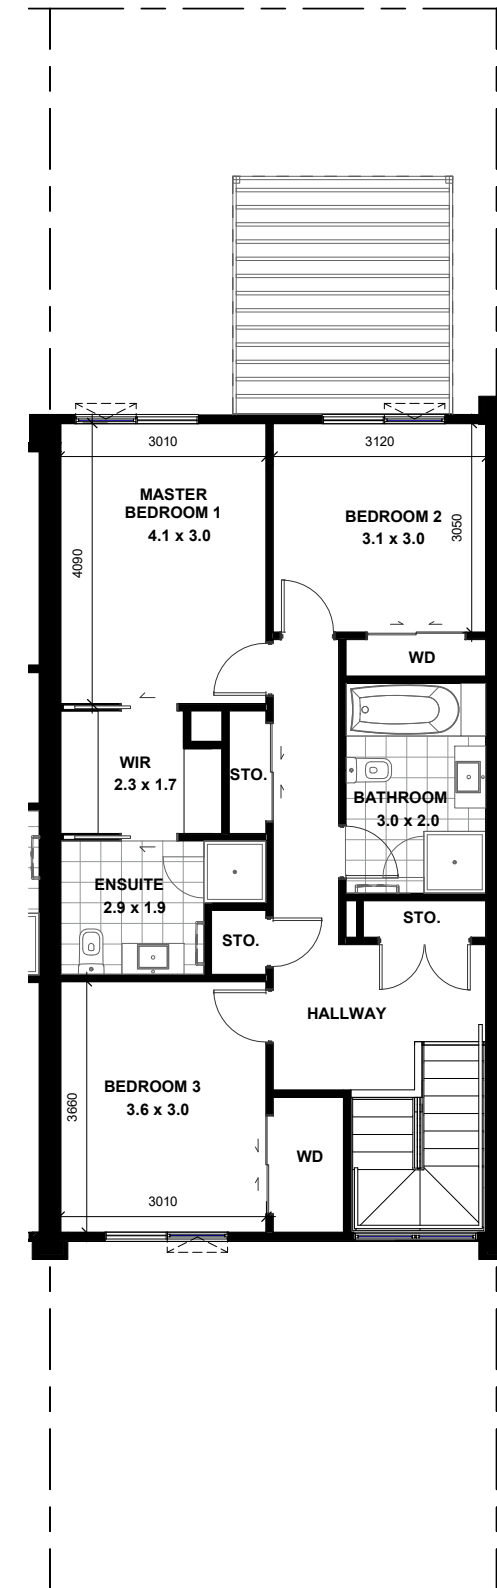 3010
3120
MASTER
BEDROOM 1
4.1 x 3.0
BEDROOM 2
3.1 x 3.0
3050
4090
WD
WIR
2.3 x 1.7
STO.
BATHROOM
3.0 x 2.0
ENSUITE
2.9 x 1.9
STO.
STO.
HALLWAY
BEDROOM 3
3.6 x 3.0
3660
WD
3010